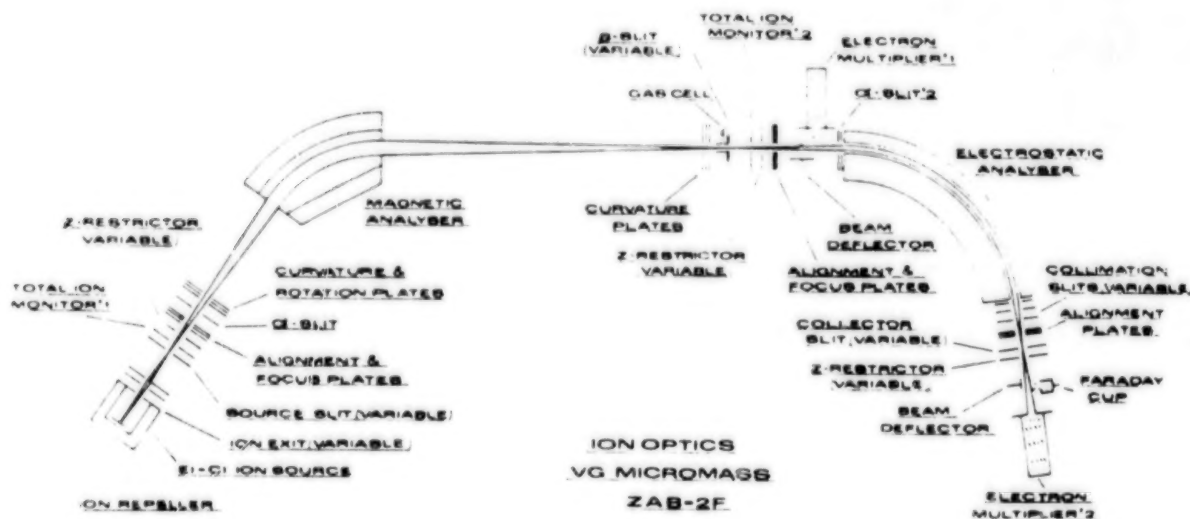 β-SLIT
(VARIABLE)
TOTAL ION
MONITOR'2
ELECTRON
MULTIPLIER'1
GAS CELL
α-SLIT'2
ELECTROSTATIC
ANALYSER
CURVATURE
PLATES
Z-RESTRICTOR
VARIABLE
BEAM
DEFLECTOR
ALIGNMENT &
FOCUS PLATES
MAGNETIC
ANALYSER
Z-RESTRICTOR
VARIABLE)
TOTAL ION
MONITOR'1
CURVATURE &
ROTATION PLATES
α-SLIT
ALIGNMENT &
FOCUS PLATES
SOURCE SLIT(VARIABLE)
ION EXIT(VARIABLE)
EI-CI ION SOURCE
ION REPELLER
COLLIMATION
SLITS(VARIABLE)
ALIGNMENT
PLATES
COLLECTOR
SLIT(VARIABLE)
Z-RESTRICTOR
(VARIABLE)
FARADAY
CUP
BEAM
DEFLECTOR
ELECTRON
MULTIPLIER'2
ION OPTICS
VG MICROMASS
ZAB-2F